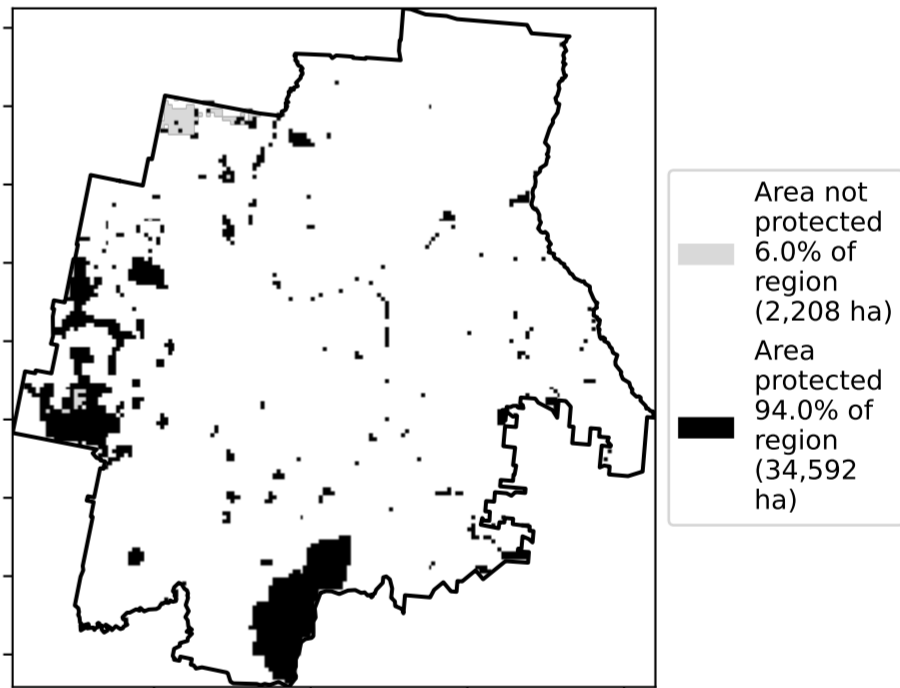 Area not
protected
6.0% of
region
(2,208 ha)
Area
protected
94.0% of
region
(34,592
ha)